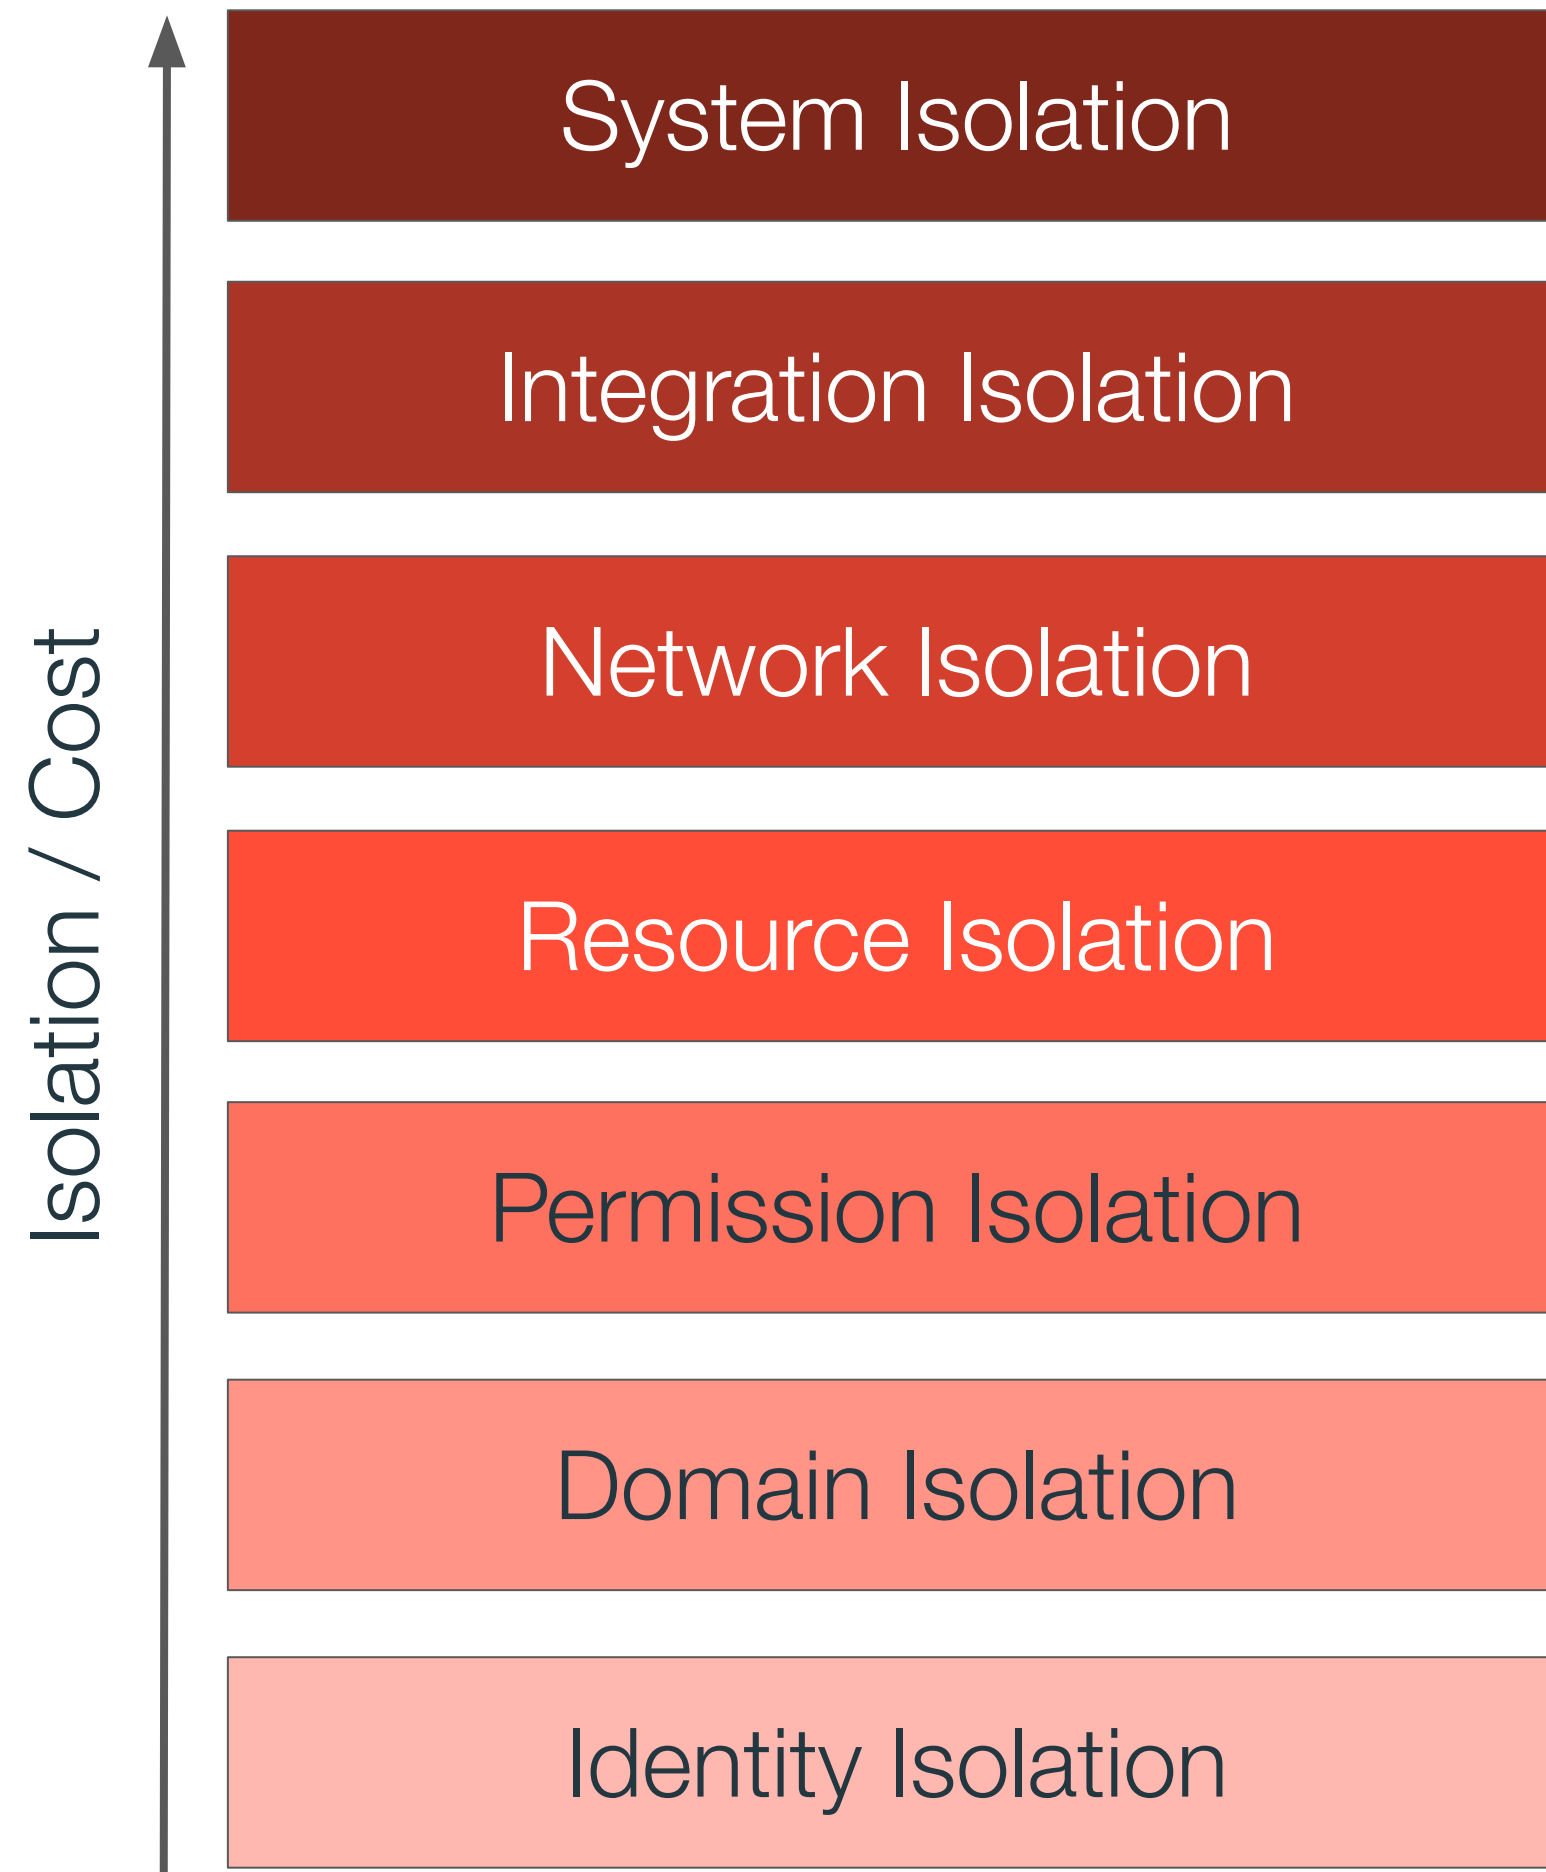 System Isolation
Integration Isolation
Network Isolation
Resource Isolation
Permission Isolation
Domain Isolation
Identity Isolation
Isolation / Cost